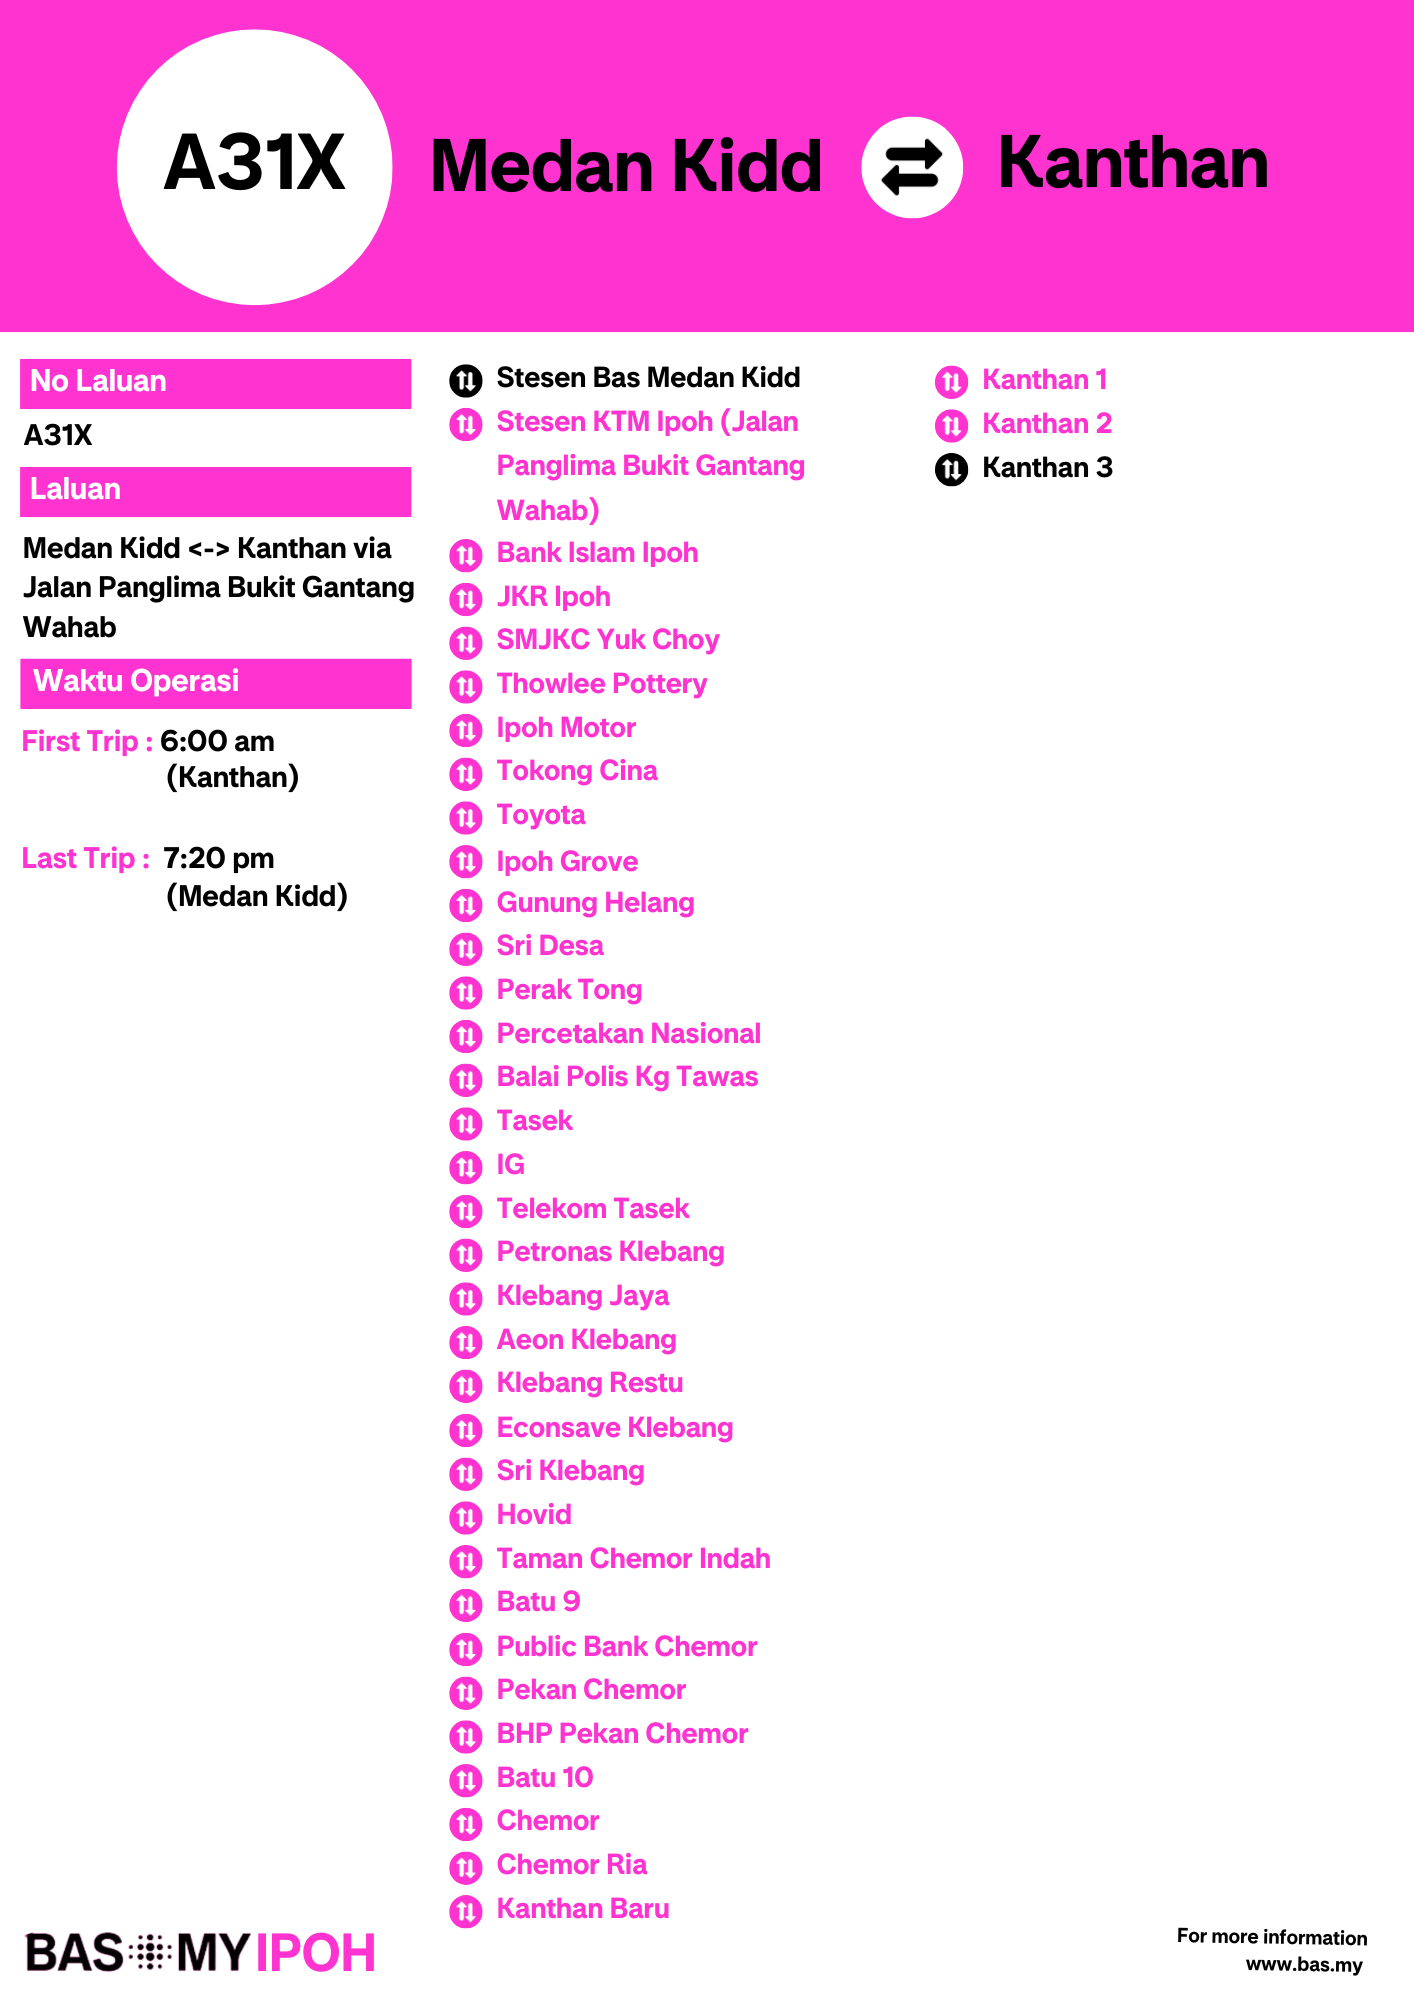 A31X
Medan Kidd
Kanthan
No Laluan
A31X
Laluan
Medan Kidd <-> Kanthan via
Jalan Panglima Bukit Gantang
Wahab
Waktu Operasi
First Trip : 6:00 am
(Kanthan)
Last Trip : 7:20 pm
(Medan Kidd)
Stesen Bas Medan Kidd
Stesen KTM Ipoh (Jalan
Panglima Bukit Gantang
Wahab)
Bank Islam Ipoh
JKR Ipoh
SMJKC Yuk Choy
Thowlee Pottery
Ipoh Motor
Tokong Cina
Toyota
Ipoh Grove
Gunung Helang
Sri Desa
Perak Tong
Percetakan Nasional
Balai Polis Kg Tawas
Tasek
IG
Telekom Tasek
Petronas Klebang
Klebang Jaya
Aeon Klebang
Klebang Restu
Econsave Klebang
Sri Klebang
Hovid
Taman Chemor Indah
Batu 9
Public Bank Chemor
Pekan Chemor
BHP Pekan Chemor
Batu 10
Chemor
Chemor Ria
Kanthan Baru
Kanthan 1
Kanthan 2
Kanthan 3
BAS MY IPOH
For more information
www.bas.my